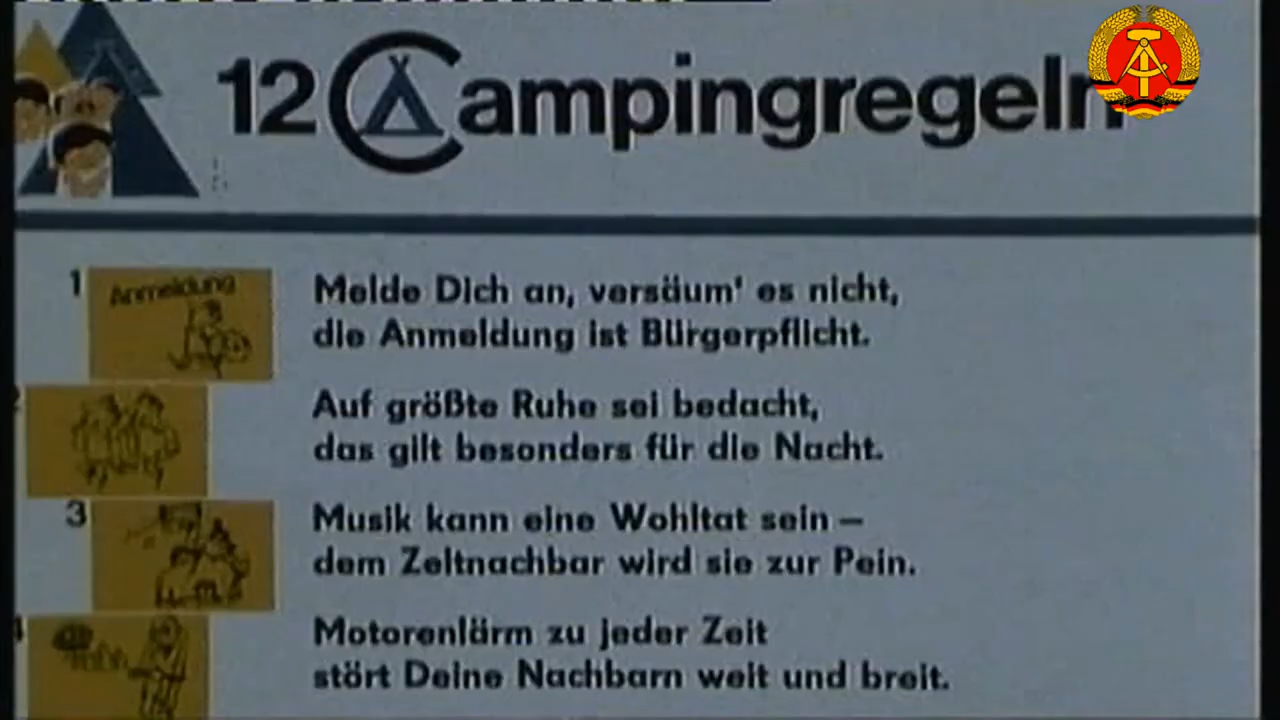 12 Campingregeln
1
Anmeldung
Melde Dich an, versäum' es nicht,
die Anmeldung ist Bürgerpflicht.
Auf größte Ruhe sei bedacht,
das gilt besonders für die Nacht.
3
Musik kann eine Wohltat sein –
dem Zeltnachbar wird sie zur Pein.
4
Motorenlärm zu jeder Zeit
stört Deine Nachbarn weit und breit.